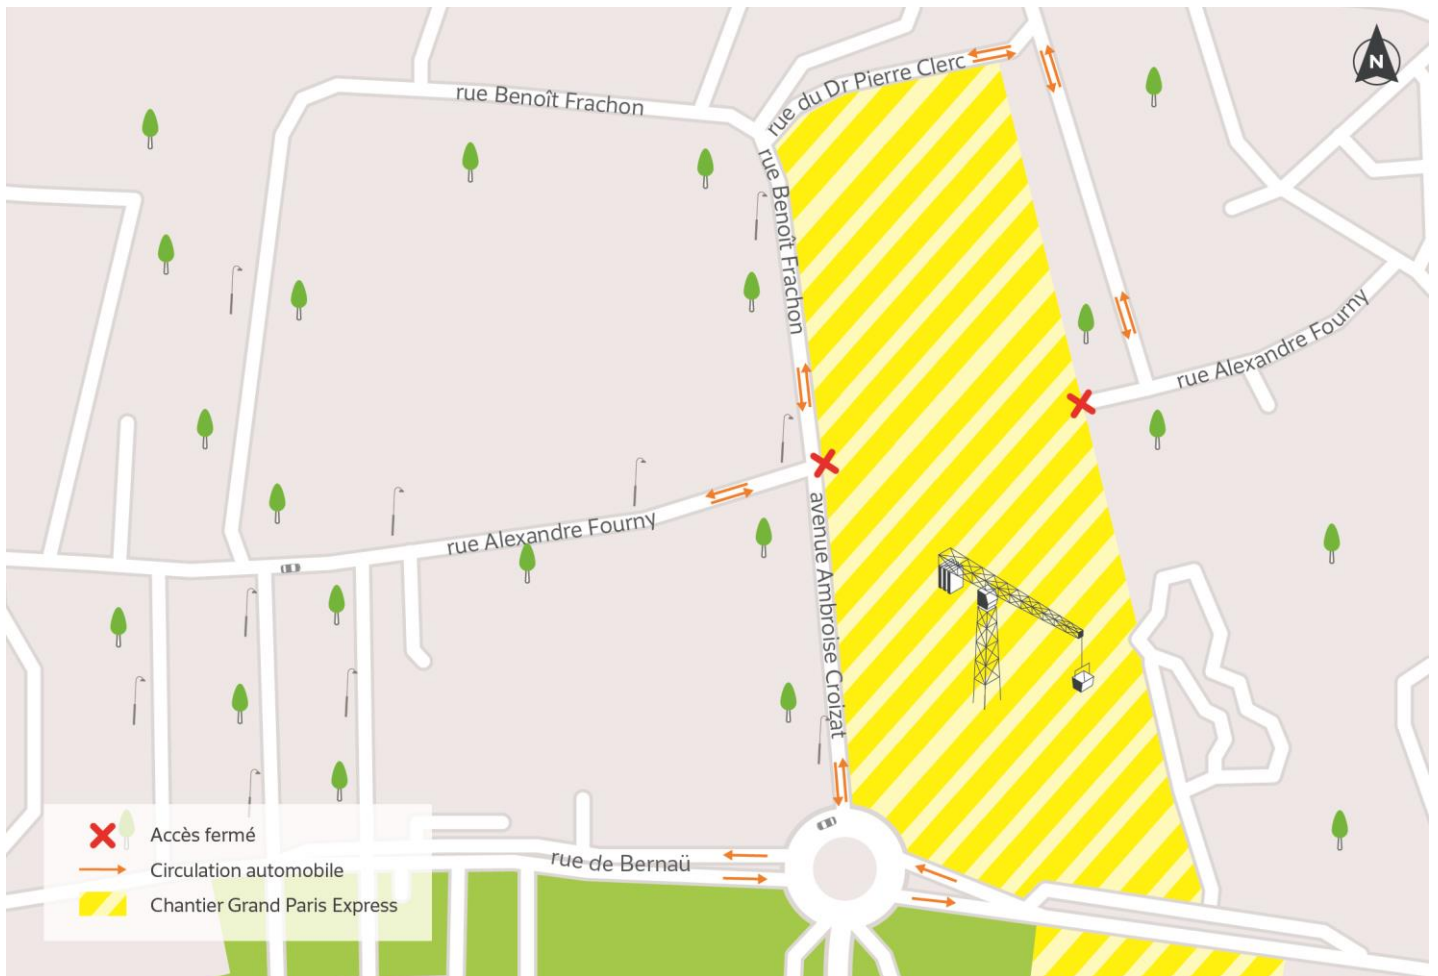 N
rue du Dr Pierre Clerc
rue Benoît Frachon
rue Benoît Frachon
rue Alexandre Fourny
rue Alexandre Fourny
avenue Ambroise Croizat
rue de Bernaü
Accès fermé
Circulation automobile
Chantier Grand Paris Express